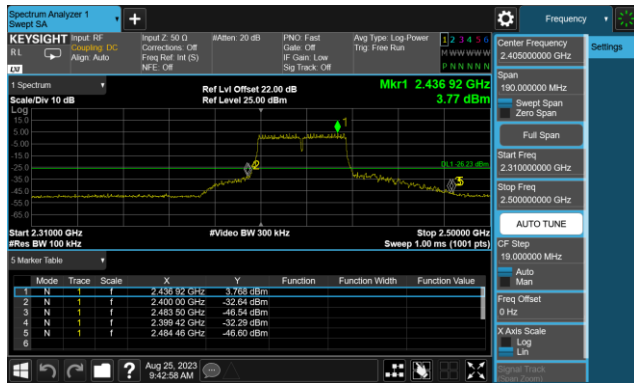 Spectrum Analyzer 1
Swept SA
Frequency
KEYSIGHT Input: RF
RL
Coupling: DC
Align: Auto
LXI
Input Z: 50 Ω
Corrections: Off
Freq Ref: Int (S)
NFE: Off
#Atten: 20 dB
PNO: Fast
Gate: Off
IF Gain: Low
Sig Track: Off
Avg Type: Log-Power
Trig: Free Run
1 2 3 4 5 6
M W W W W W
P N N N N N
1 Spectrum
Scale/Div 10 dB
Ref Lvl Offset 22.00 dB
Ref Level 25.00 dBm
Mkr1 2.436 92 GHz
3.77 dBm
Log
15.0
5.00
-5.00
-15.0
-25.0
-35.0
-45.0
-55.0
-65.0
1
2
5
DL1 -26.23 dBm
Start 2.31000 GHz
#Video BW 300 kHz
Stop 2.50000 GHz
#Res BW 100 kHz
Sweep 1.00 ms (1001 pts)
5 Marker Table
Mode Trace Scale X Y Function Function Width Function Value
1 N 1 f 2.436 92 GHz 3.768 dBm
2 N 1 f 2.400 00 GHz -32.64 dBm
3 N 1 f 2.483 50 GHz -46.54 dBm
4 N 1 f 2.399 42 GHz -32.29 dBm
5 N 1 f 2.484 46 GHz -46.60 dBm
6
?
Aug 25, 2023
9:42:58 AM
Center Frequency
2.405000000 GHz
Settings
Span
190.000000 MHz
Swept Span
Zero Span
Full Span
Start Freq
2.310000000 GHz
Stop Freq
2.500000000 GHz
AUTO TUNE
CF Step
19.000000 MHz
Auto
Man
Freq Offset
0 Hz
X Axis Scale
Log
Lin
Signal Track
(Span Zoom)